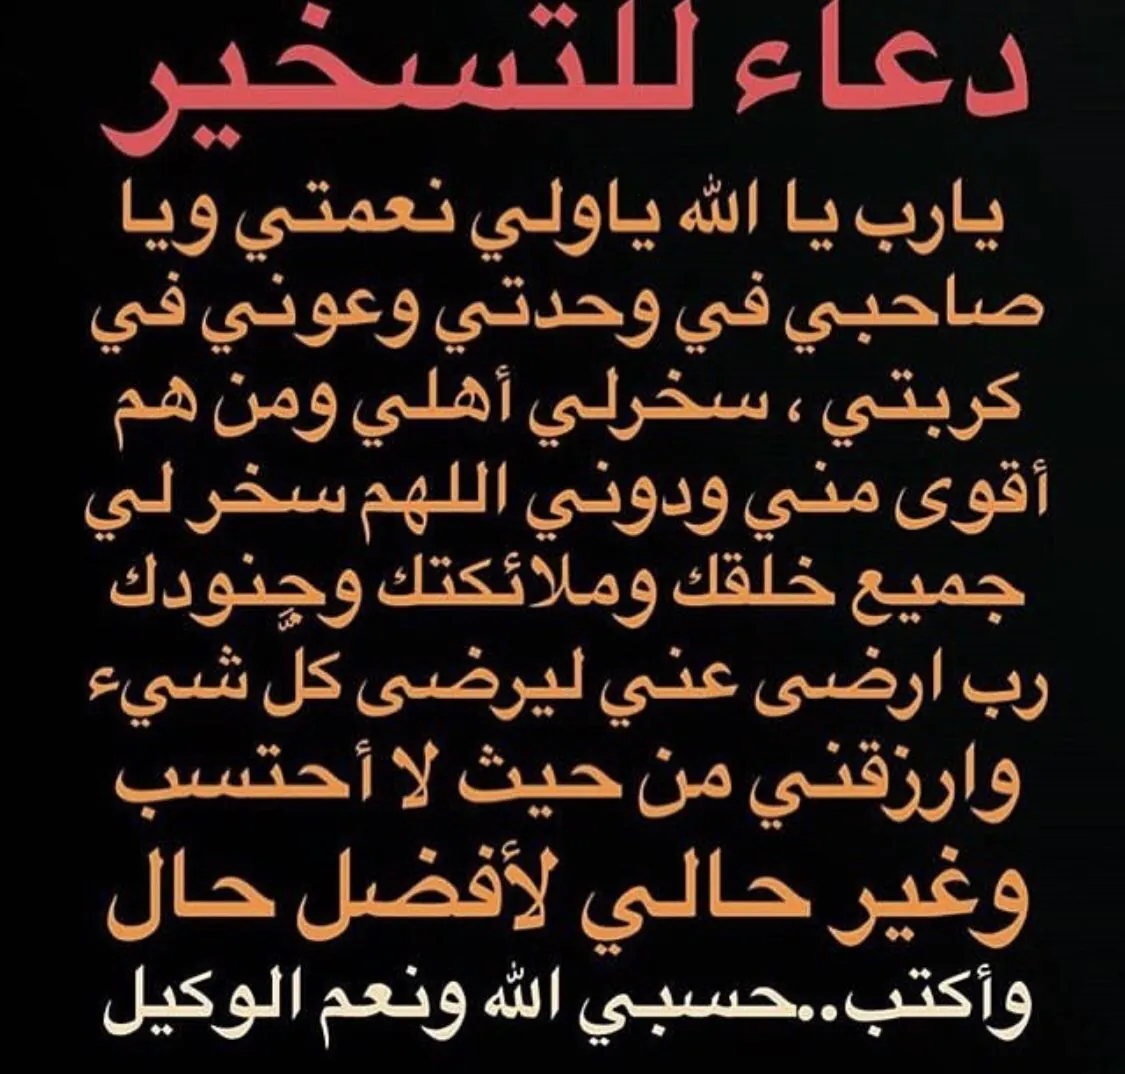 دعاء للتسخير
يارب يا الله ياولي نعمتي ويا
صاحبي في وحدتي وعوني في
كربتي ، سخرلي أهلي ومن هم
أقوى مني ودوني اللهم سخر لي
جميع خلقك وملائكتك وجنودك
رب ارضى عني ليرضى كلَّ شيء
وارزقني من حيث لا أحتسب
وغير حالي لأفضل حال
وأكتب..حسبي الله ونعم الوكيل